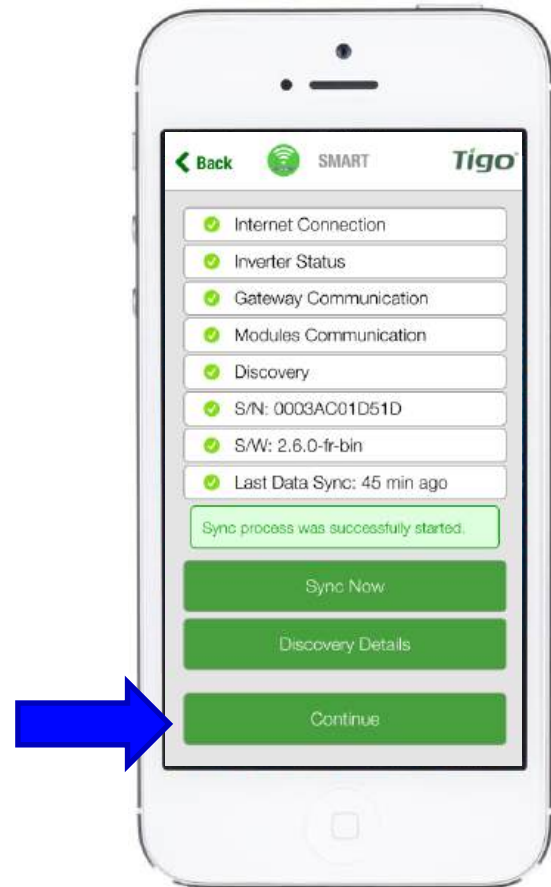 Back SMART Tigo
Internet Connection
Inverter Status
Gateway Communication
Modules Communication
Discovery
S/N: 0003AC01D51D
S/W: 2.6.0-fr-bin
Last Data Sync: 45 min ago
Sync process was successfully started.
Sync Now
Discovery Details
Continue